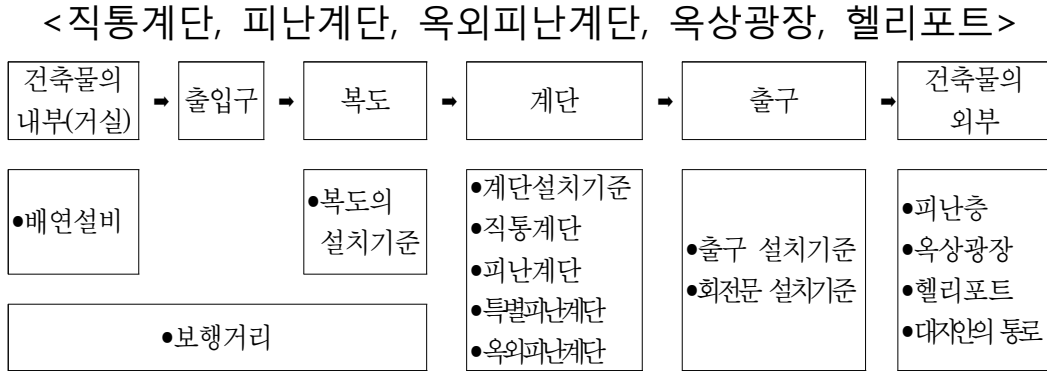 <직통계단, 피난계단, 옥외피난계단, 옥상광장, 헬리포트>
건축물의
내부(거실)
➡
출입구
➡
복도
➡
계단
➡
출구
➡
건축물의
외부
●배연설비
●복도의
설치기준
●보행거리
●계단설치기준
●직통계단
●피난계단
●특별피난계단
●옥외피난계단
●출구 설치기준
●회전문 설치기준
●피난층
●옥상광장
●헬리포트
●대지안의 통로